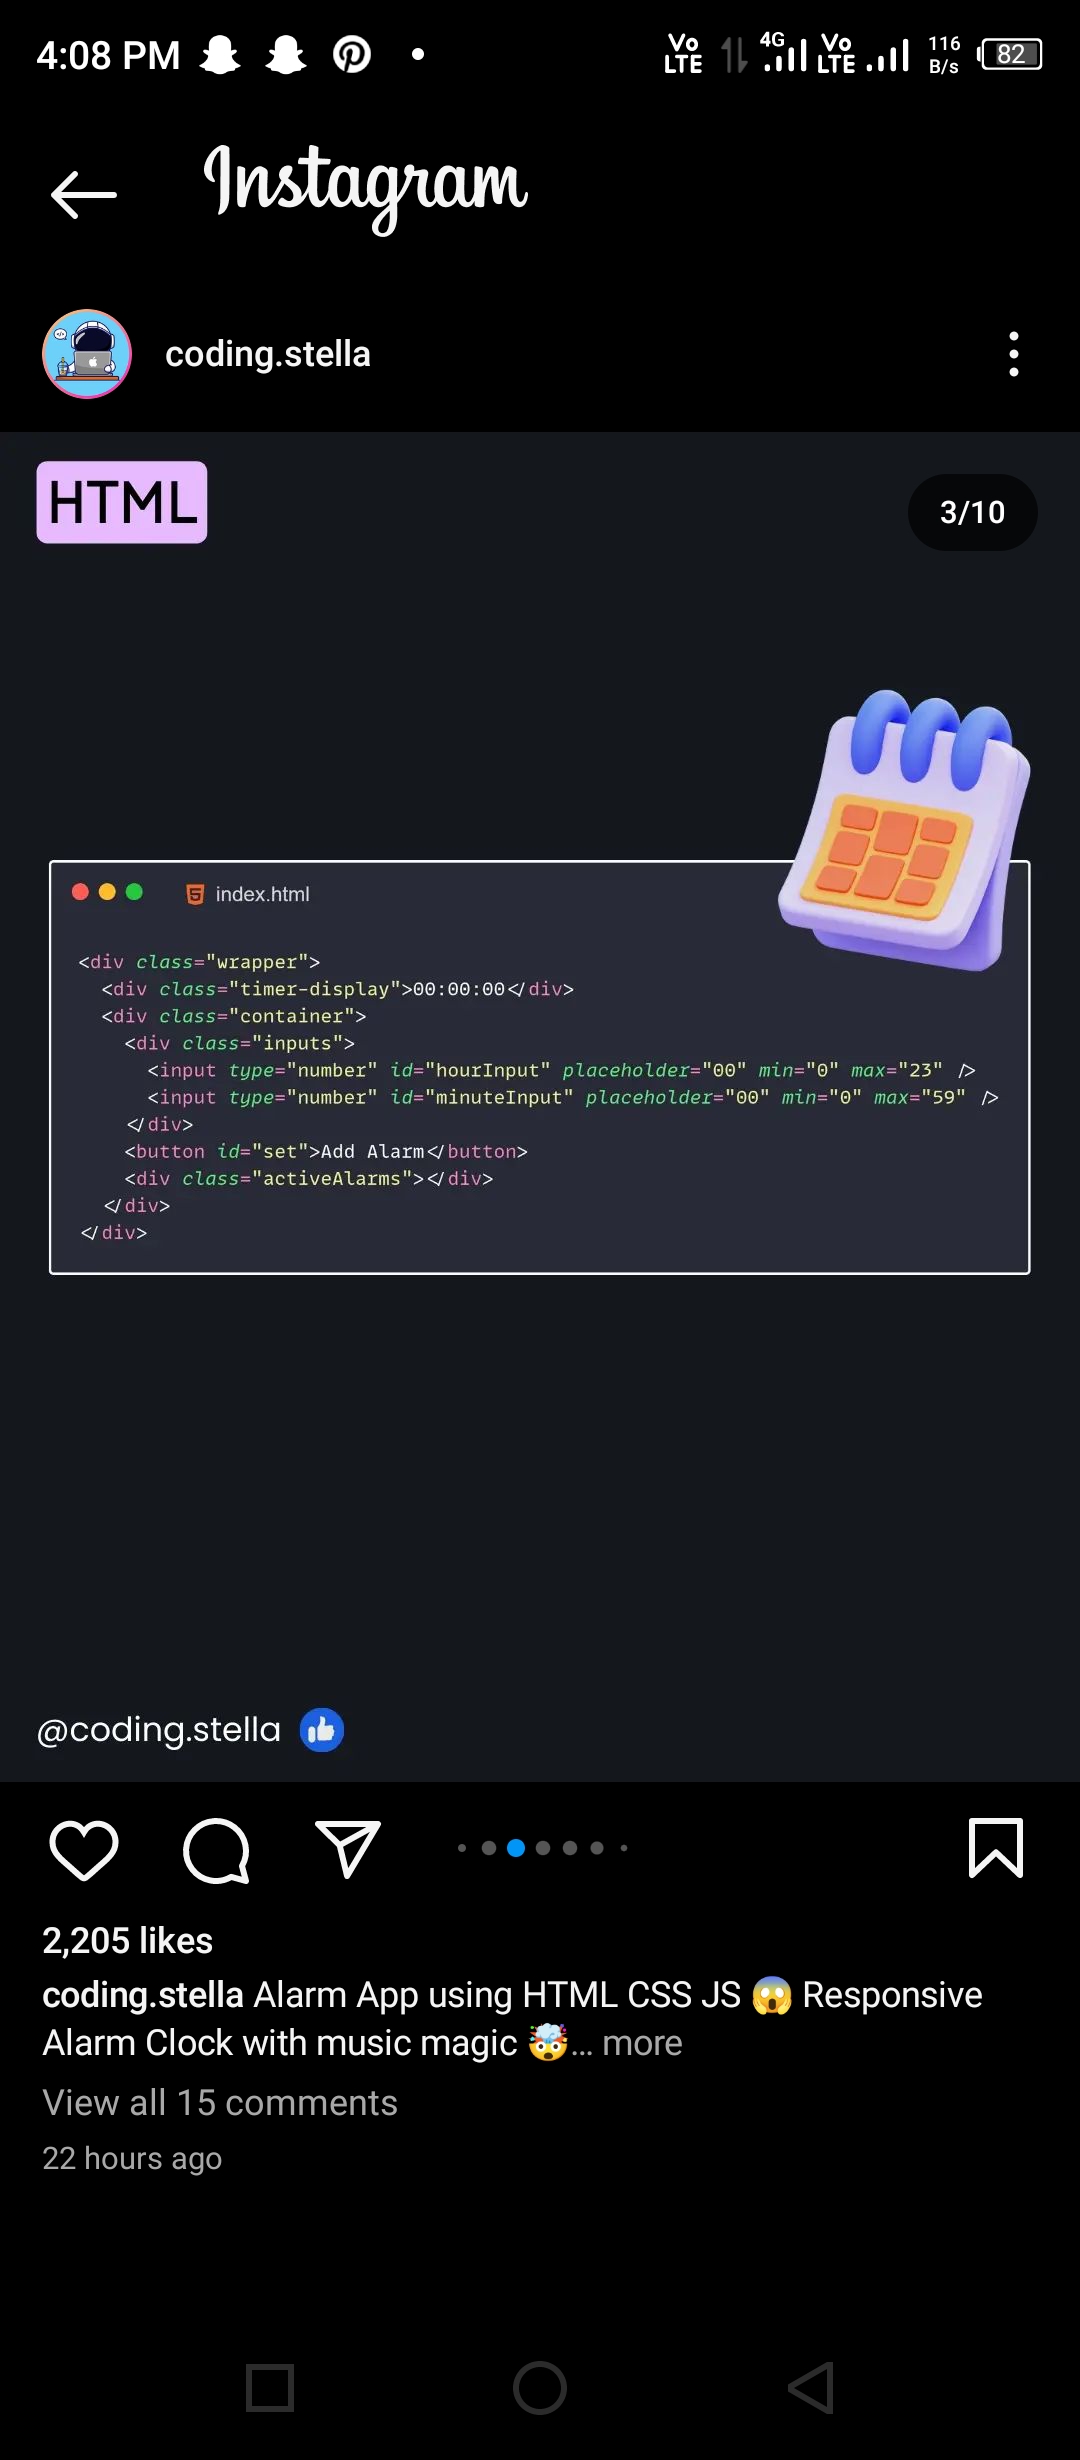 4:08 PM
Vo LTE 4G Vo LTE 116 B/s 82
Instagram
coding.stella
HTML
3/10
index.html
<div class="wrapper">
  <div class="timer-display">00:00:00</div>
  <div class="container">
    <div class="inputs">
      <input type="number" id="hourInput" placeholder="00" min="0" max="23" />
      <input type="number" id="minuteInput" placeholder="00" min="0" max="59" />
    </div>
    <button id="set">Add Alarm</button>
    <div class="activeAlarms"></div>
  </div>
</div>
@coding.stella
2,205 likes
coding.stella Alarm App using HTML CSS JS 😱 Responsive
Alarm Clock with music magic 🤯... more
View all 15 comments
22 hours ago